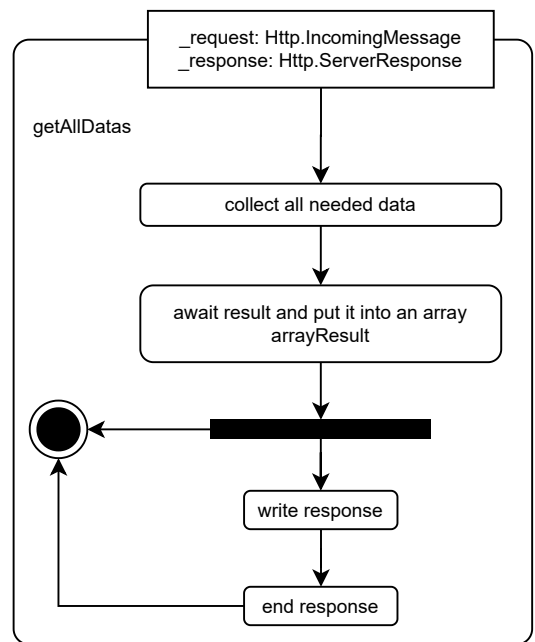 _request: Http.IncomingMessage
_response: Http.ServerResponse
getAllDatas
collect all needed data
await result and put it into an array
arrayResult
write response
end response